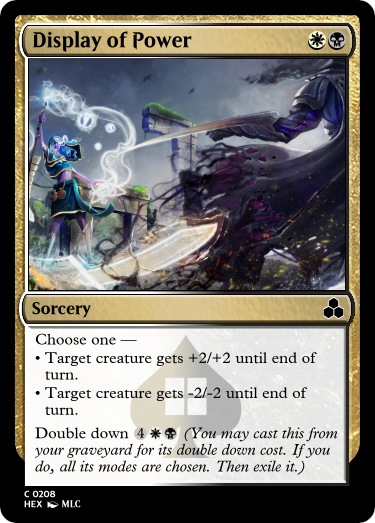 Display of Power
Sorcery
Choose one —
• Target creature gets +2/+2 until end of
turn.
• Target creature gets -2/-2 until end of
turn.
Double down 4 (You may cast this from
your graveyard for its double down cost. If you
do, all its modes are chosen. Then exile it.)
C 0208
HEX MLC